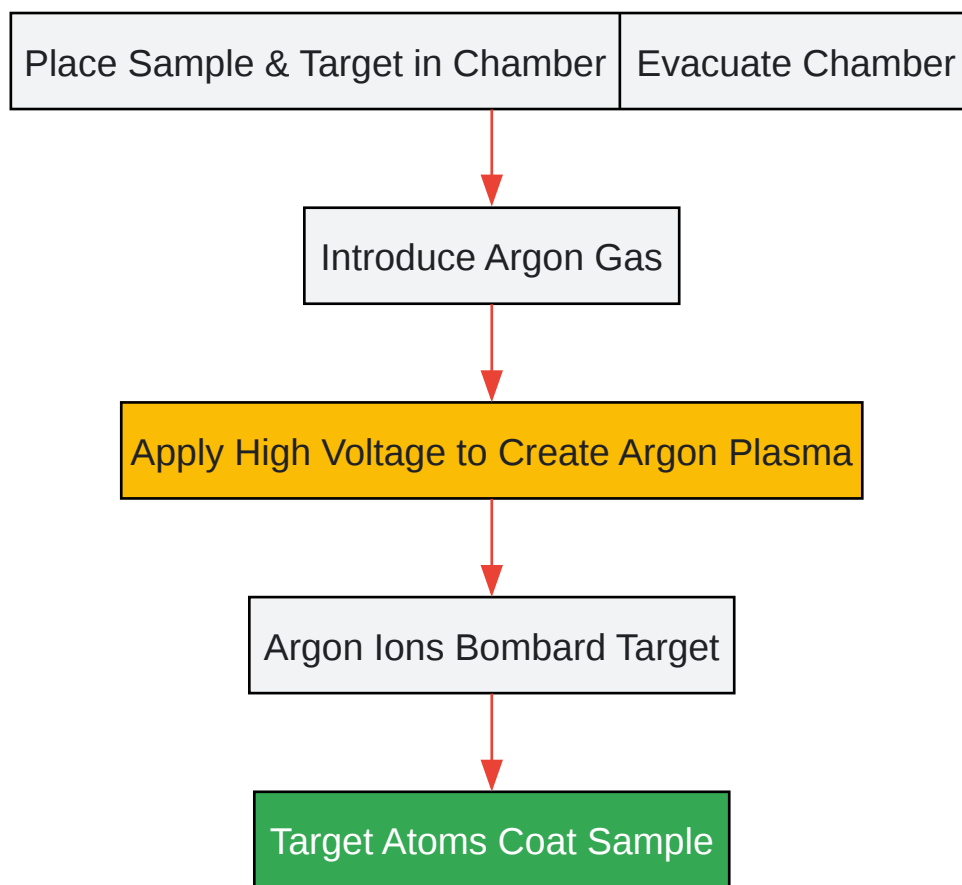 Place Sample & Target in Chamber
Evacuate Chamber
Introduce Argon Gas
Apply High Voltage to Create Argon Plasma
Argon Ions Bombard Target
Target Atoms Coat Sample